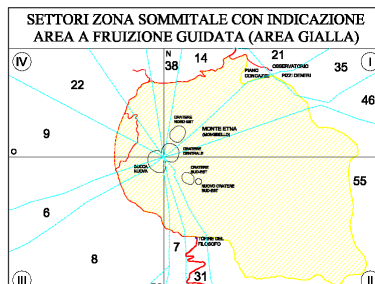 SETTORI ZONA SOMMITALE CON INDICAZIONE
AREA A FRUIZIONE GUIDATA (AREA GIALLA)
IV
N
38
14
21
OSSERVATORIO
35
I
PIANO
PIZZI DENERI
22
46
CRATERE
NORD-EST
MONTE ETNA
(MONGIBELLO)
9
CRATERE
CENTRALE
O
BOCCA
NUOVA
CRATERE
SUD-EST
NUOVO CRATERE
SUD-EST
55
6
8
7
TORRE DEL
FILOSOFO
III
31
II